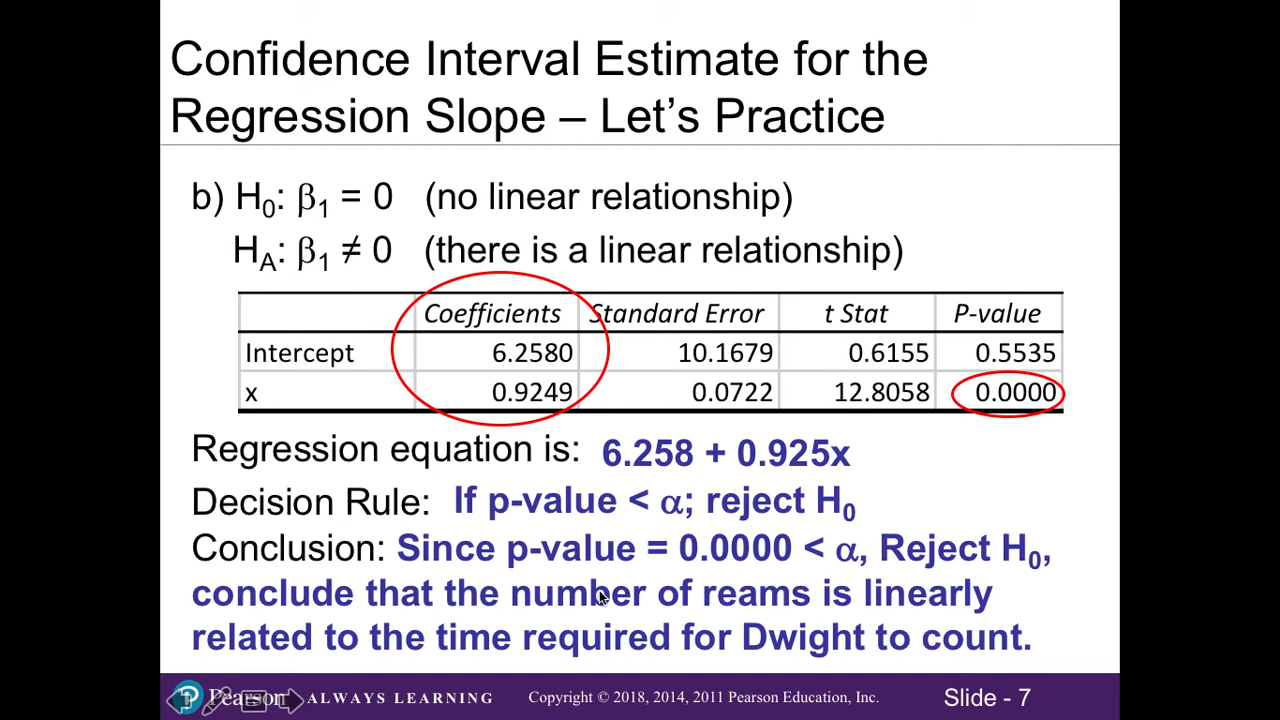 Confidence Interval Estimate for the
Regression Slope – Let's Practice
b) H₀: β₁ = 0 (no linear relationship)
H_A: β₁ ≠ 0 (there is a linear relationship)
Coefficients Standard Error t Stat P-value
Intercept 6.2580 10.1679 0.6155 0.5535
x 0.9249 0.0722 12.8058 0.0000
Regression equation is: 6.258 + 0.925x
Decision Rule: If p-value < α; reject H₀
Conclusion: Since p-value = 0.0000 < α, Reject H₀,
conclude that the number of reams is linearly
related to the time required for Dwight to count.
Pearson ALWAYS LEARNING Copyright © 2018, 2014, 2011 Pearson Education, Inc. Slide - 7